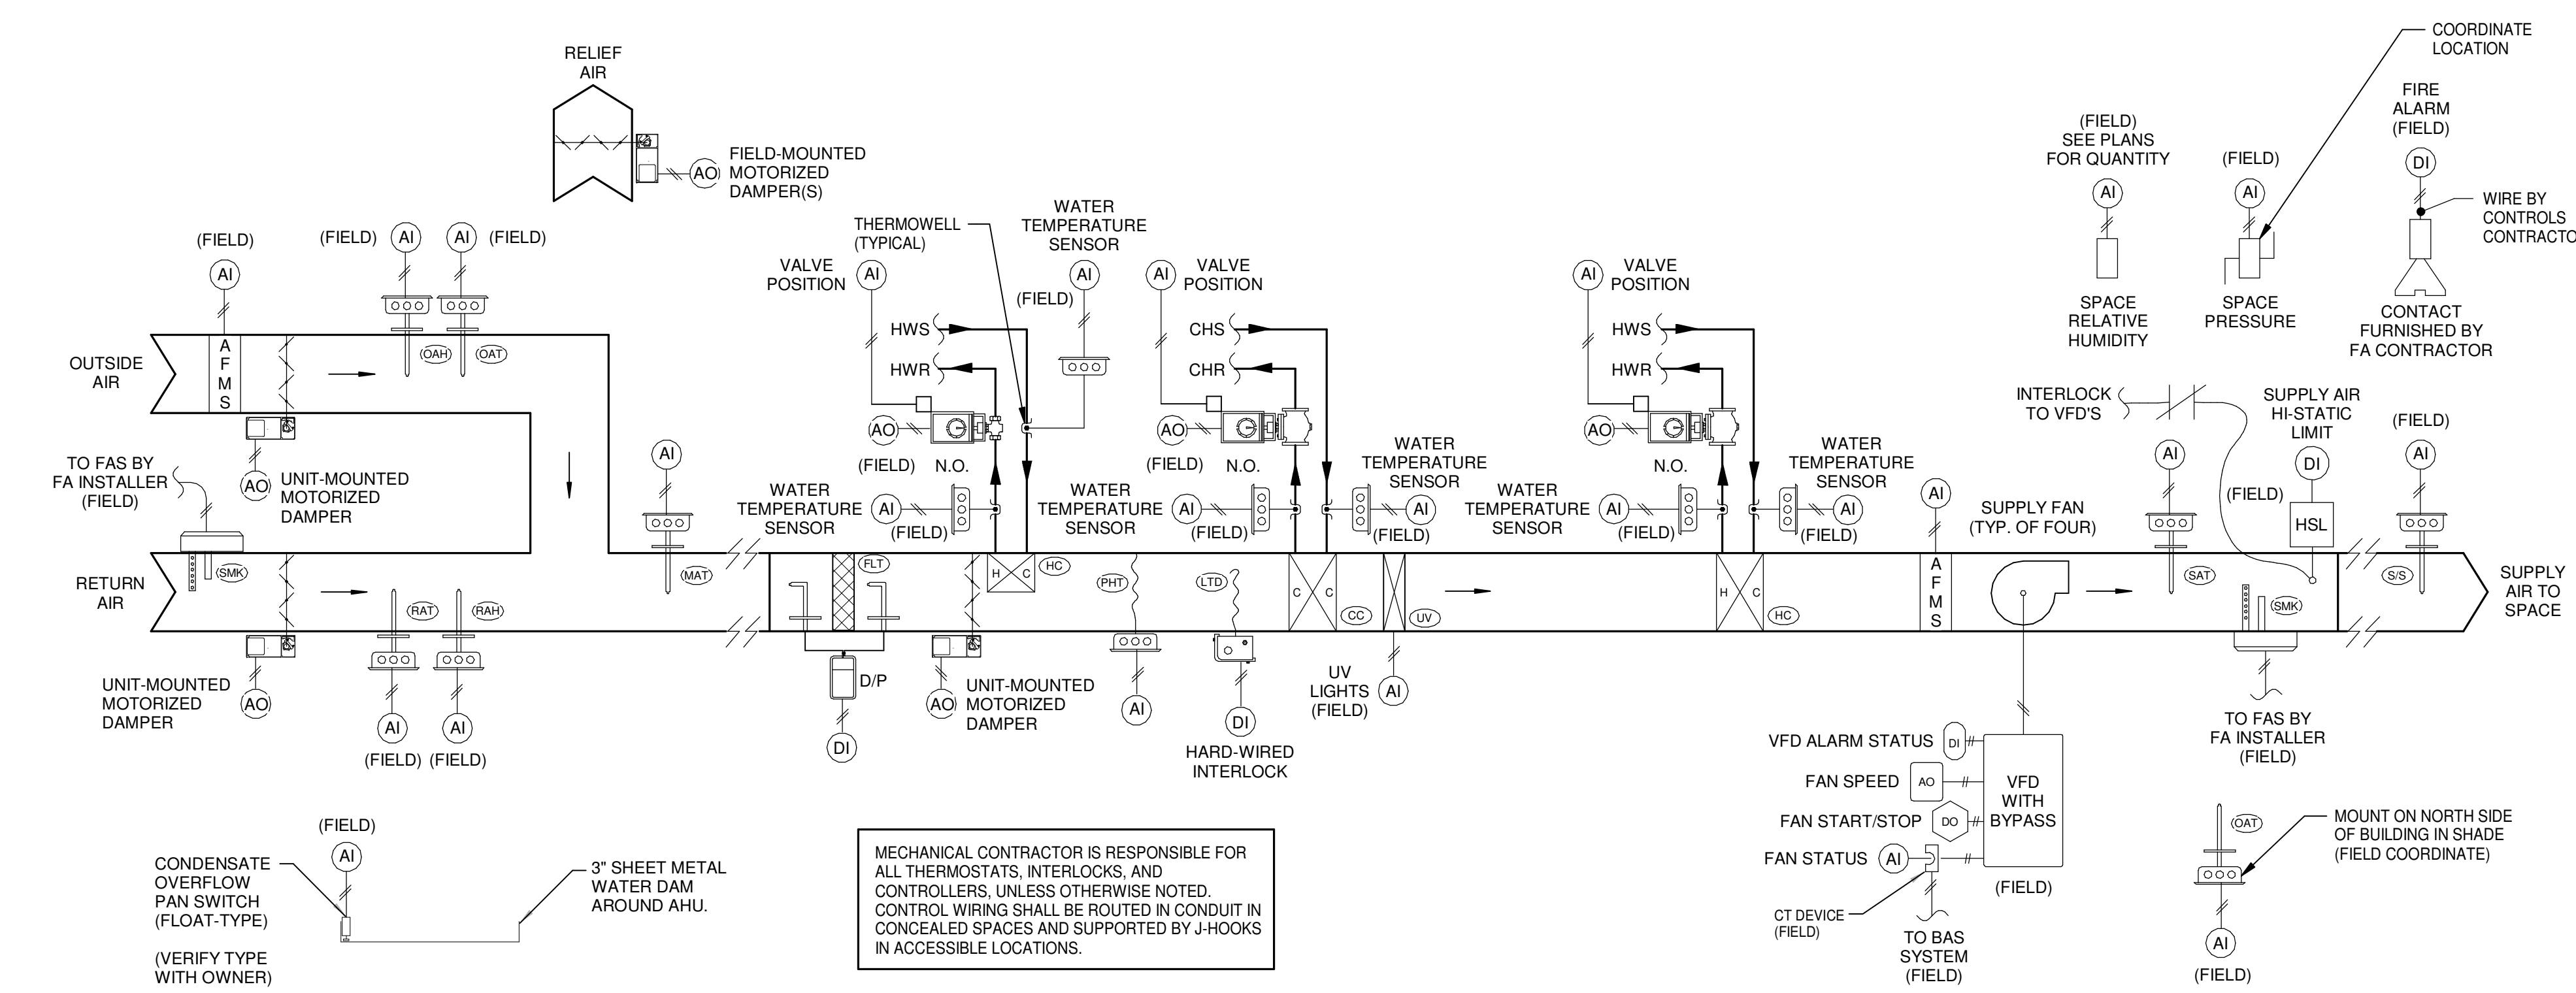 RELIEF
AIR
AO
FIELD-MOUNTED
MOTORIZED
DAMPER(S)
COORDINATE
LOCATION
FIRE
ALARM
(FIELD)
DI
WIRE BY
CONTROLS
CONTRACTO
CONTACT
FURNISHED BY
FA CONTRACTOR
(FIELD)
SEE PLANS
FOR QUANTITY
AI
SPACE
RELATIVE
HUMIDITY
(FIELD)
AI
SPACE
PRESSURE
(FIELD)
AI
(FIELD)
AI
AI
(FIELD)
OUTSIDE
AIR
A
F
M
S
OAH
OAT
AO
UNIT-MOUNTED
MOTORIZED
DAMPER
TO FAS BY
FA INSTALLER
(FIELD)
RETURN
AIR
SMK
RAT
RAH
UNIT-MOUNTED
MOTORIZED
DAMPER
AO
AI
AI
(FIELD)
(FIELD)
AI
MAT
THERMOWELL
(TYPICAL)
WATER
TEMPERATURE
SENSOR
VALVE
POSITION
AI
(FIELD)
AI
HWS
HWR
AO
(FIELD)
N.O.
WATER
TEMPERATURE
SENSOR
AI
(FIELD)
AI
VALVE
POSITION
CHS
CHR
AO
(FIELD)
N.O.
WATER
TEMPERATURE
SENSOR
AI
(FIELD)
WATER
TEMPERATURE
SENSOR
AI
(FIELD)
AI
VALVE
POSITION
HWS
HWR
AO
N.O.
WATER
TEMPERATURE
SENSOR
AI
(FIELD)
WATER
TEMPERATURE
SENSOR
AI
(FIELD)
FLT
H
C
HC
PHT
LTD
C
C
CC
UV
H
C
HC
D/P
DI
AO
UNIT-MOUNTED
MOTORIZED
DAMPER
AI
DI
HARD-WIRED
INTERLOCK
UV
LIGHTS
(FIELD)
AI
AI
A
F
M
S
SUPPLY FAN
(TYP. OF FOUR)
INTERLOCK
TO VFD'S
AI
SAT
(FIELD)
SUPPLY AIR
HI-STATIC
LIMIT
DI
HSL
(FIELD)
AI
S/S
SMK
SUPPLY
AIR TO
SPACE
TO FAS BY
FA INSTALLER
(FIELD)
VFD ALARM STATUS
DI
FAN SPEED
AO
FAN START/STOP
DO
FAN STATUS
AI
VFD
WITH
BYPASS
(FIELD)
CT DEVICE
(FIELD)
TO BAS
SYSTEM
(FIELD)
OAT
MOUNT ON NORTH SIDE
OF BUILDING IN SHADE
(FIELD COORDINATE)
AI
(FIELD)
(FIELD)
AI
CONDENSATE
OVERFLOW
PAN SWITCH
(FLOAT-TYPE)
(VERIFY TYPE
WITH OWNER)
3" SHEET METAL
WATER DAM
AROUND AHU.
MECHANICAL CONTRACTOR IS RESPONSIBLE FOR
ALL THERMOSTATS, INTERLOCKS, AND
CONTROLLERS, UNLESS OTHERWISE NOTED.
CONTROL WIRING SHALL BE ROUTED IN CONDUIT IN
CONCEALED SPACES AND SUPPORTED BY J-HOOKS
IN ACCESSIBLE LOCATIONS.